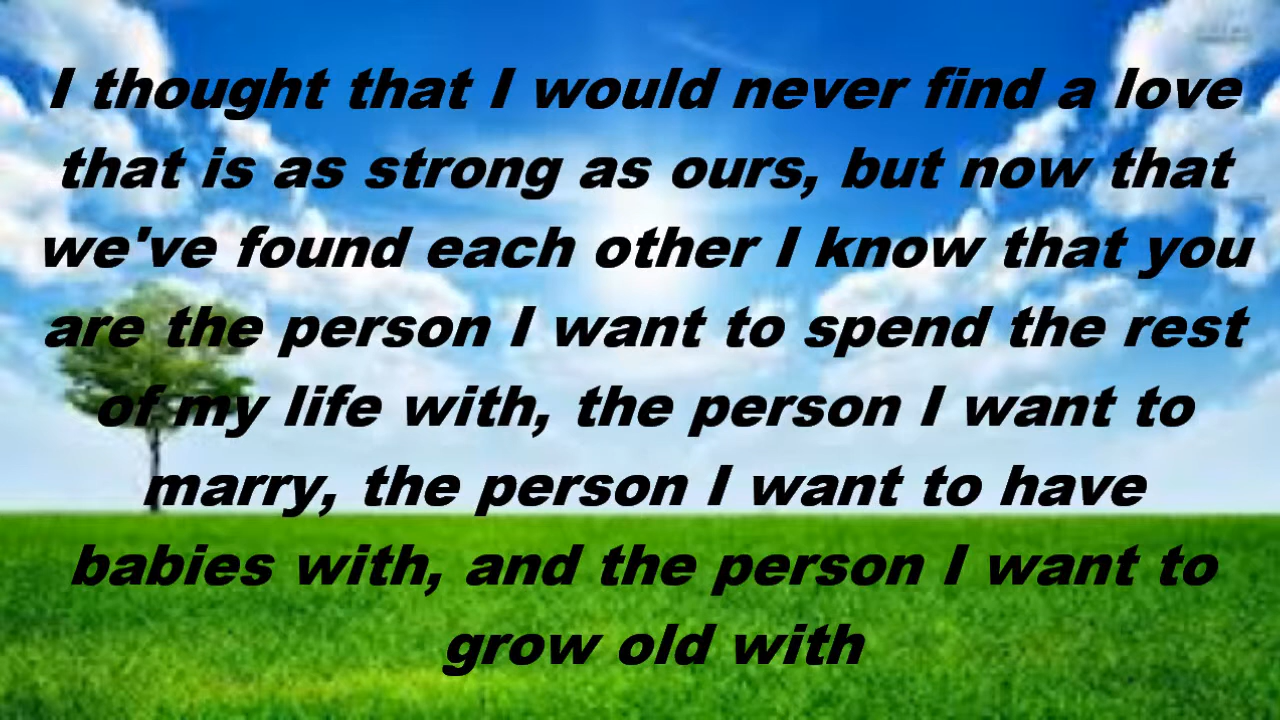 I thought that I would never find a love
that is as strong as ours, but now that
we've found each other I know that you
are the person I want to spend the rest
of my life with, the person I want to
marry, the person I want to have
babies with, and the person I want to
grow old with